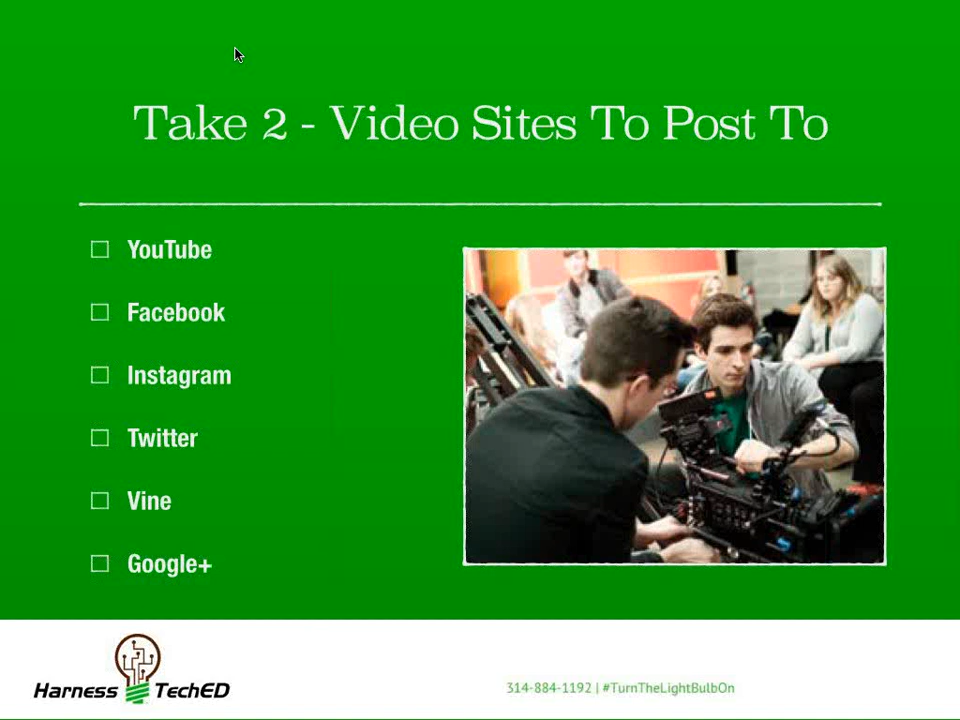 Take 2 - Video Sites To Post To
YouTube
Facebook
Instagram
Twitter
Vine
Google+
Harness TechED
314-884-1192 | #TurnTheLightBulbOn